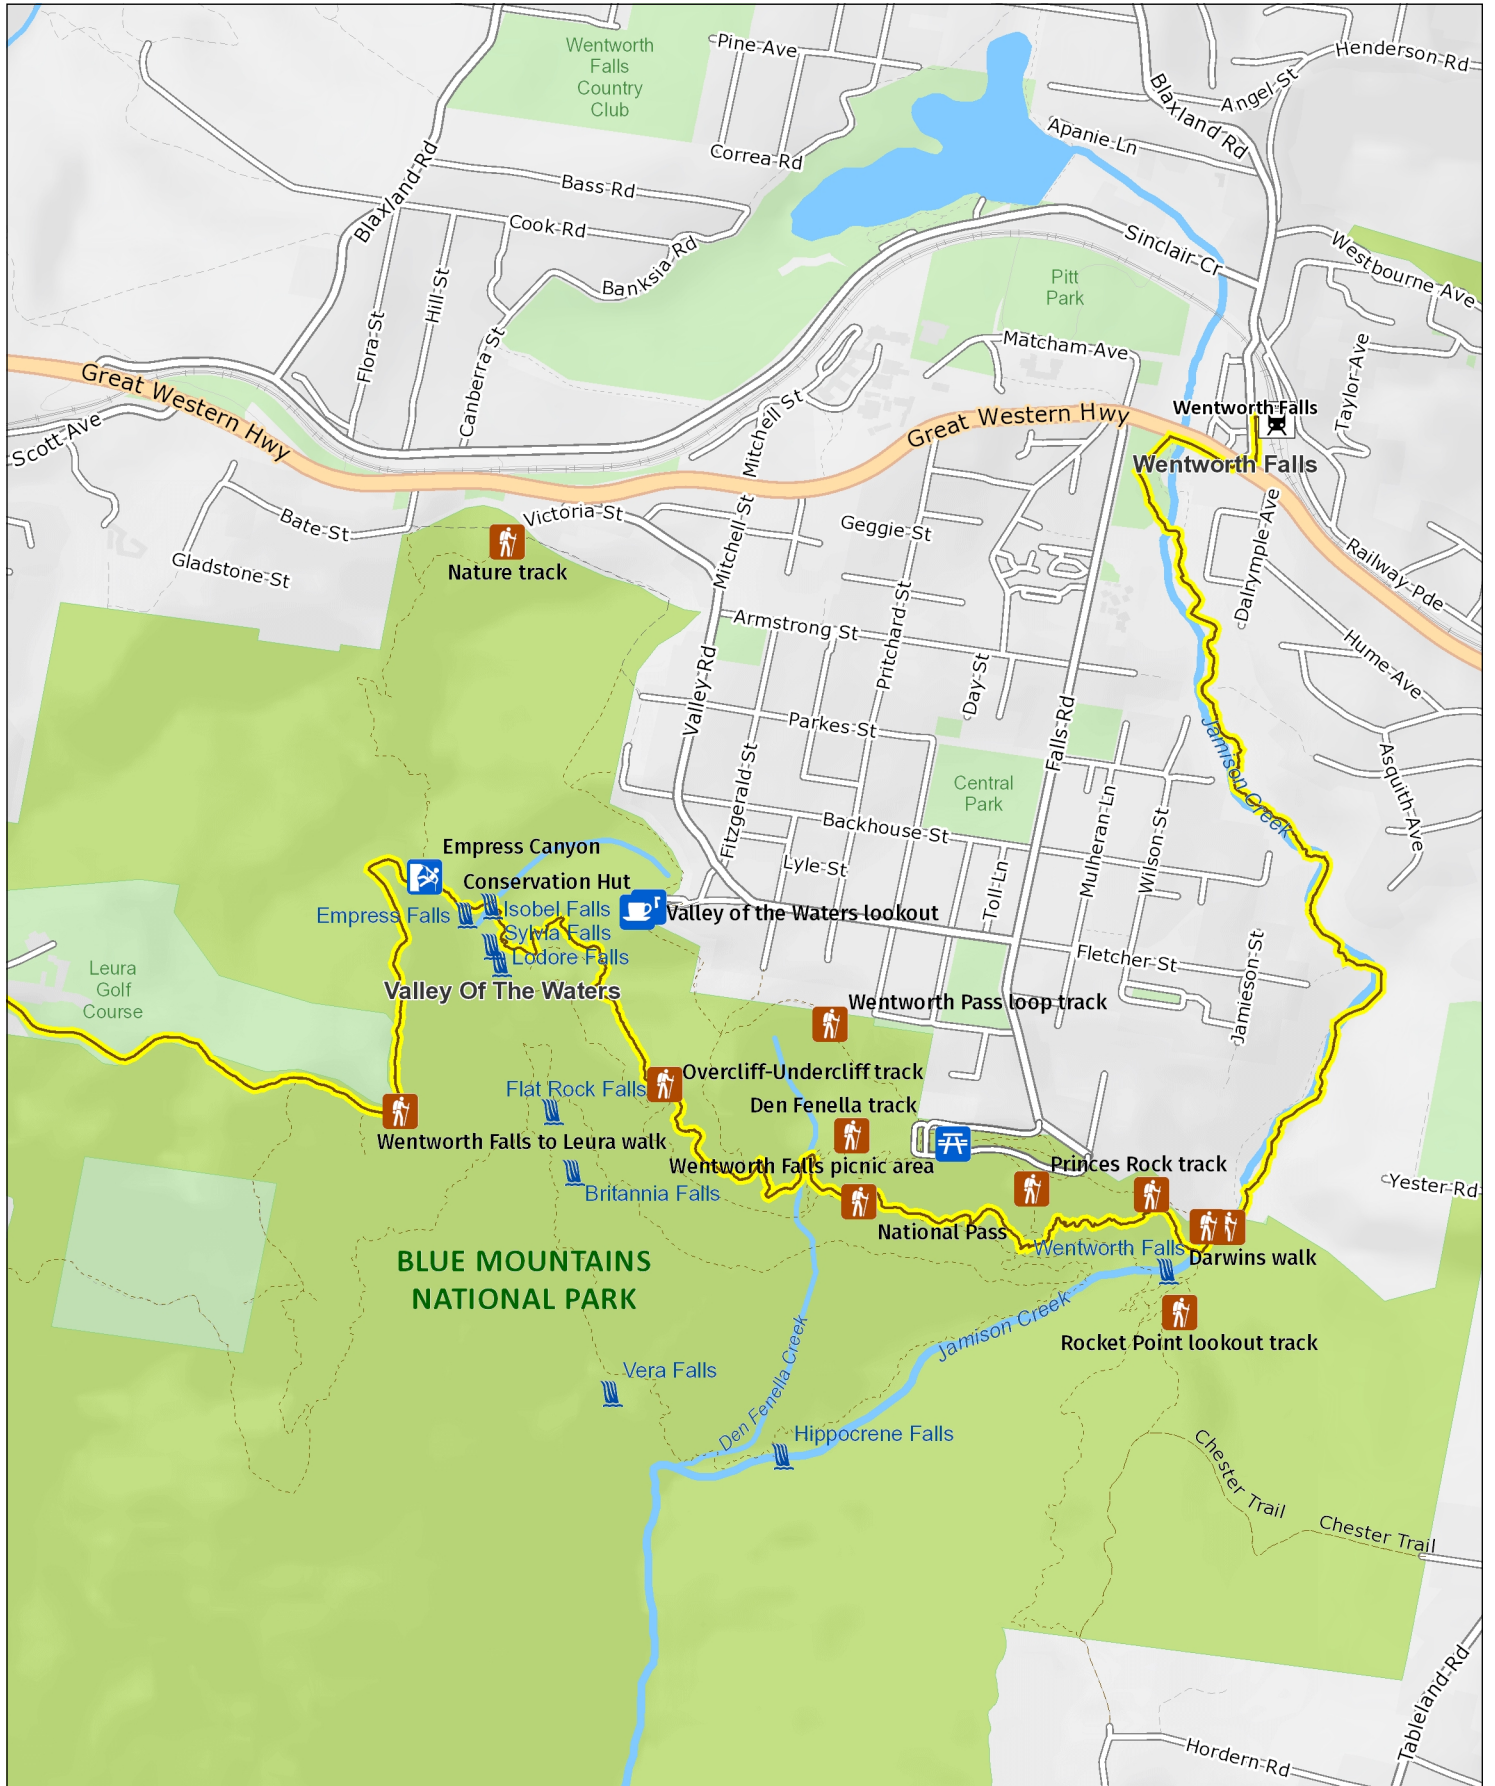 Pine Ave
Wentworth
Falls
Country
Club
Henderson Rd
Angel St
Blaxland Rd
Apanie Ln
Correa Rd
Blaxland Rd
Bass Rd
Cook Rd
Banksia Rd
Sinclair Cr
Westbourne Ave
Pitt
Park
Hill St
Flora St
Canberra St
Matcham Ave
Taylor Ave
Great Western Hwy
Scott Ave
Mitchell St
Great Western Hwy
Wentworth Falls
Wentworth Falls
Bate St
Victoria St
Mitchell St
Geggie St
Dalrymple Ave
Railway Pde
Gladstone St
Nature track
Armstrong St
Pritchard St
Day St
Hume Ave
Valley Rd
Parkes St
Falls Rd
Jamison Creek
Asquith Ave
Fitzgerald St
Central
Park
Mulheran Ln
Wilson St
Backhouse St
Lyle St
Toll Ln
Empress Canyon
Conservation Hut
Empress Falls
Isobel Falls
Valley of the Waters lookout
Sylvia Falls
Lodore Falls
Fletcher St
Jamieson St
Leura
Golf
Course
Valley Of The Waters
Wentworth Pass loop track
Overcliff-Undercliff track
Flat Rock Falls
Den Fenella track
Wentworth Falls to Leura walk
Wentworth Falls picnic area
Princes Rock track
Britannia Falls
Yester Rd
National Pass
Wentworth Falls
Darwins walk
BLUE MOUNTAINS
NATIONAL PARK
Jamison Creek
Rocket Point lookout track
Vera Falls
Den Fenella Creek
Hippocrene Falls
Chester Trail
Chester Trail
Tableland Rd
Hordern Rd